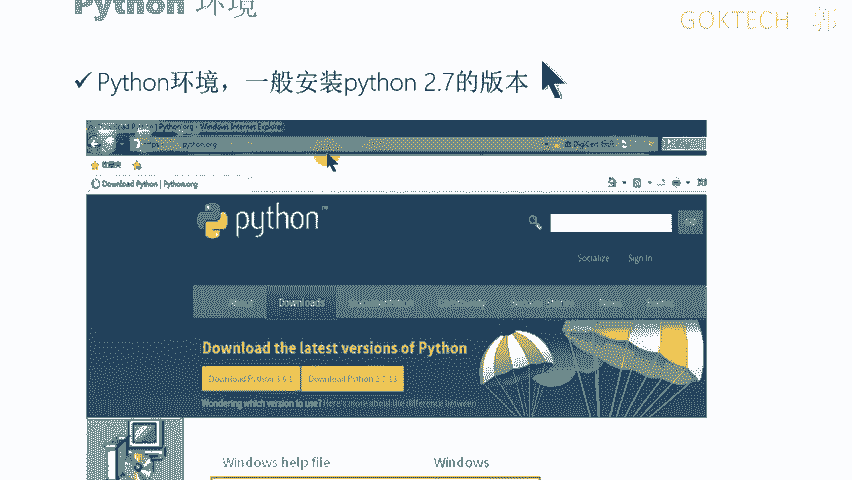 Python 环境
GOKTECH 郭
✓ Python环境，一般安装python 2.7的版本
Download Python | Python.org - Windows Internet Explorer
python.org
收藏夹
Download Python | Python.org
python
Socialize Sign In
Downloads
Download the latest versions of Python
Download Python 3.6.1 Download Python 2.7.13
Wondering which version to use? Here's more about the difference between
Windows help file Windows